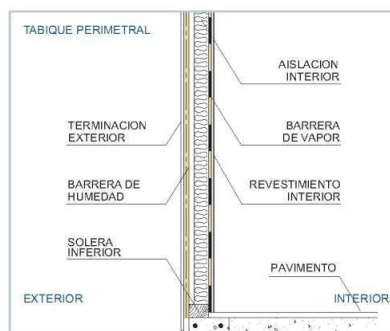 TABIQUE PERIMETRAL
AISLACION
INTERIOR
TERMINACION
EXTERIOR
BARRERA
DE VAPOR
BARRERA DE
HUMEDAD
REVESTIMIENTO
INTERIOR
SOLERA
INFERIOR
PAVIMENTO
EXTERIOR
INTERIOR